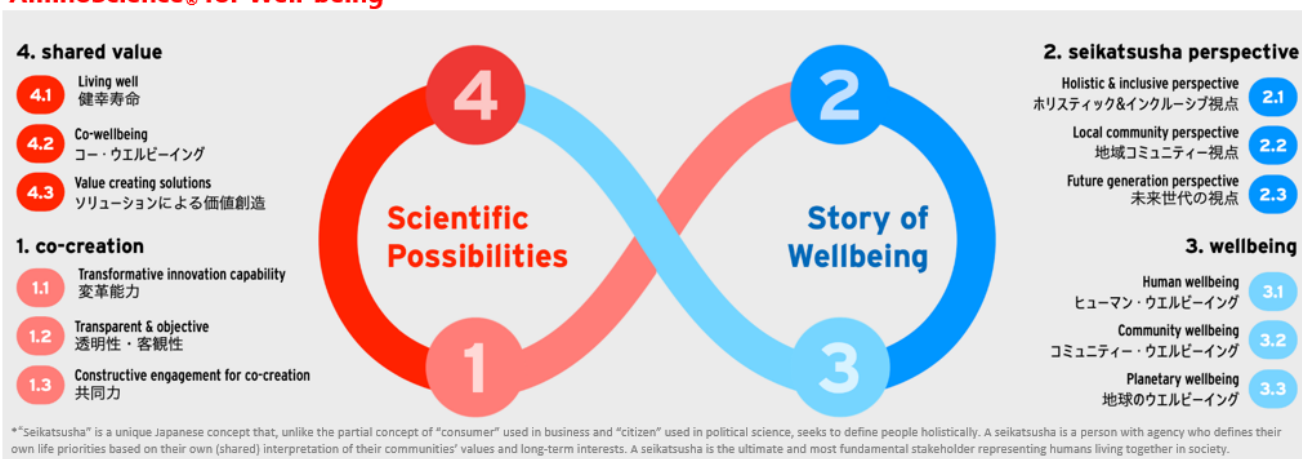 AminoScience® for Well-being
4. shared value
4.1
Living well
健幸寿命
4.2
Co-wellbeing
コー・ウエルビーイング
4.3
Value creating solutions
ソリューションによる価値創造
1. co-creation
1.1
Transformative innovation capability
変革能力
1.2
Transparent & objective
透明性・客観性
1.3
Constructive engagement for co-creation
共同力
4
2
Scientific
Possibilities
Story of
Wellbeing
1
3
2. seikatsusha perspective
Holistic & inclusive perspective
ホリスティック&インクルーシブ視点
2.1
Local community perspective
地域コミュニティー視点
2.2
Future generation perspective
未来世代の視点
2.3
3. wellbeing
Human wellbeing
ヒューマン・ウエルビーイング
3.1
Community wellbeing
コミュニティー・ウエルビーイング
3.2
Planetary wellbeing
地球のウエルビーイング
3.3
*“Seikatsusha” is a unique Japanese concept that, unlike the partial concept of “consumer” used in business and “citizen” used in political science, seeks to define people holistically. A seikatsusha is a person with agency who defines their
own life priorities based on their own (shared) interpretation of their communities’ values and long-term interests. A seikatsusha is the ultimate and most fundamental stakeholder representing humans living together in society.